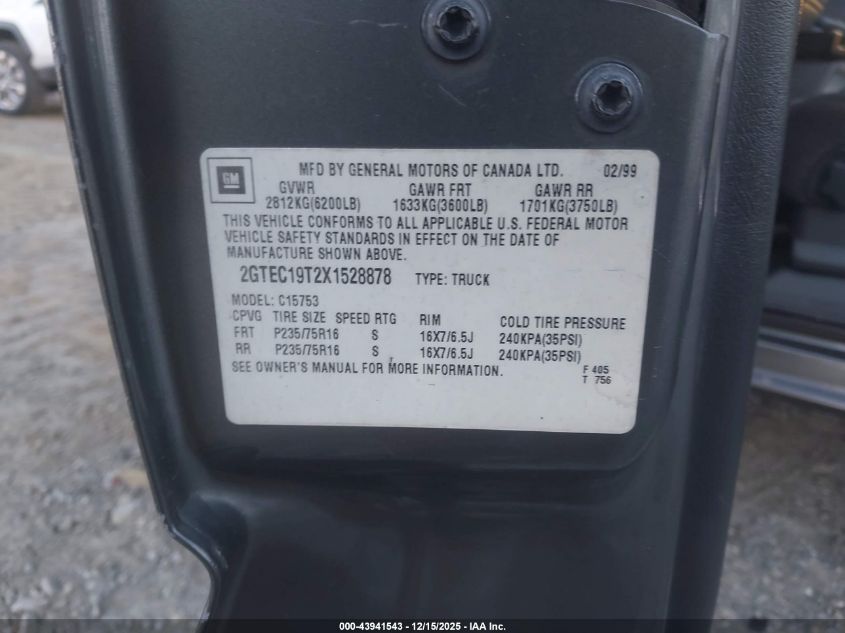 GM
MFD BY GENERAL MOTORS OF CANADA LTD. 02/99
GVWR GAWR FRT GAWR RR
2812KG(6200LB) 1633KG(3600LB) 1701KG(3750LB)
THIS VEHICLE CONFORMS TO ALL APPLICABLE U.S. FEDERAL MOTOR
VEHICLE SAFETY STANDARDS IN EFFECT ON THE DATE OF
MANUFACTURE SHOWN ABOVE.
2GTEC19T2X1528878 TYPE: TRUCK
MODEL: C15753
CPVG TIRE SIZE SPEED RTG RIM COLD TIRE PRESSURE
FRT P235/75R16 S 16X7/6.5J 240KPA(35PSI)
RR P235/75R16 S 16X7/6.5J 240KPA(35PSI)
SEE OWNER'S MANUAL FOR MORE INFORMATION. F 405
T 756
000-43941543 / 12/15/2025 - IAA Inc.